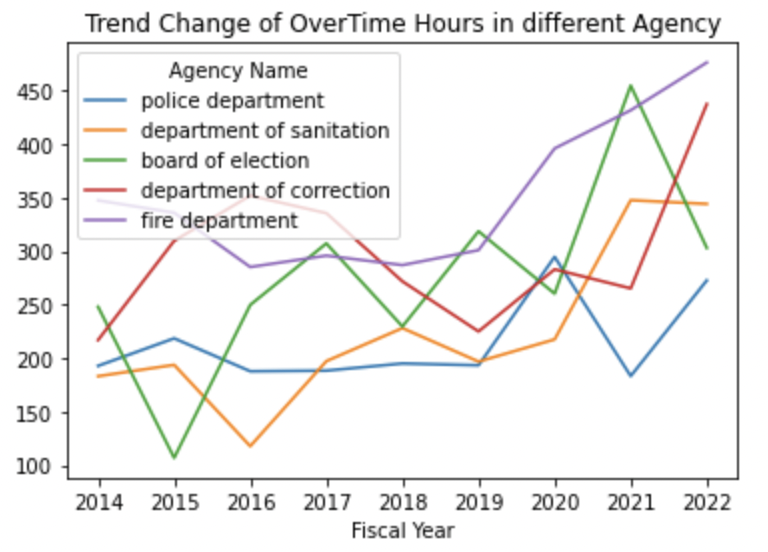 Trend Change of OverTime Hours in different Agency
Agency Name
police department
department of sanitation
board of election
department of correction
fire department
450
400
350
300
250
200
150
100
2014 2015 2016 2017 2018 2019 2020 2021 2022
Fiscal Year